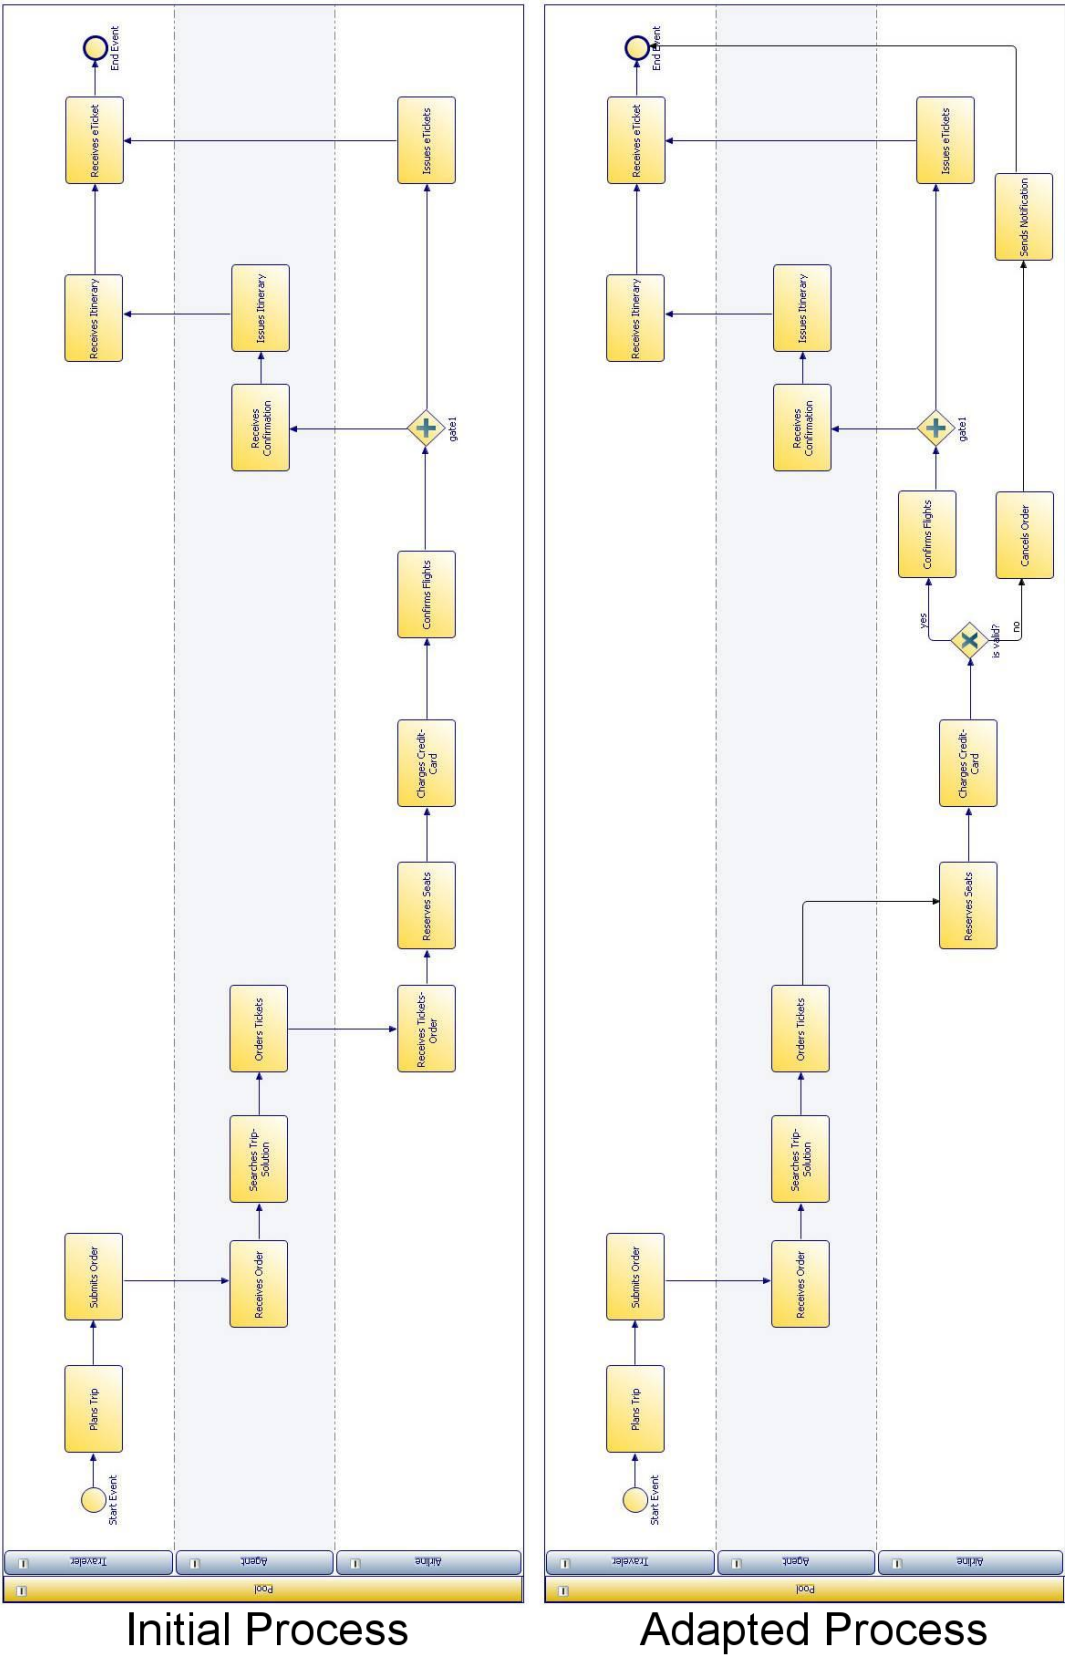 End Event
Receives eTicket
Issues eTickets
Receives Itinerary
Issues Itinerary
Receives
Confirmation
gate1
Confirms Flights
Charges Credit-
Card
Reserves Seats
Receives Tickets-
Order
Orders Tickets
Searches Trip-
Solution
Submits Order
Receives Order
Plans Trip
Start Event
Traveler
Agent
Airline
Pool
Initial Process
End Event
Receives eTicket
Issues eTickets
Sends Notification
Receives Itinerary
Issues Itinerary
Receives
Confirmation
gate1
Confirms Flights
Cancels Order
yes
is valid?
no
Charges Credit-
Card
Reserves Seats
Orders Tickets
Searches Trip-
Solution
Submits Order
Receives Order
Plans Trip
Start Event
Traveler
Agent
Airline
Pool
Adapted Process